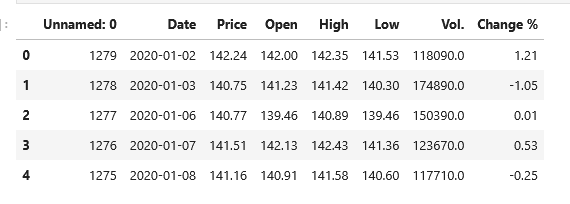 Unnamed: 0 Date Price Open High Low Vol. Change %
0 1279 2020-01-02 142.24 142.00 142.35 141.53 118090.0 1.21
1 1278 2020-01-03 140.75 141.23 141.42 140.30 174890.0 -1.05
2 1277 2020-01-06 140.77 139.46 140.89 139.46 150390.0 0.01
3 1276 2020-01-07 141.51 142.13 142.43 141.36 123670.0 0.53
4 1275 2020-01-08 141.16 140.91 141.58 140.60 117710.0 -0.25